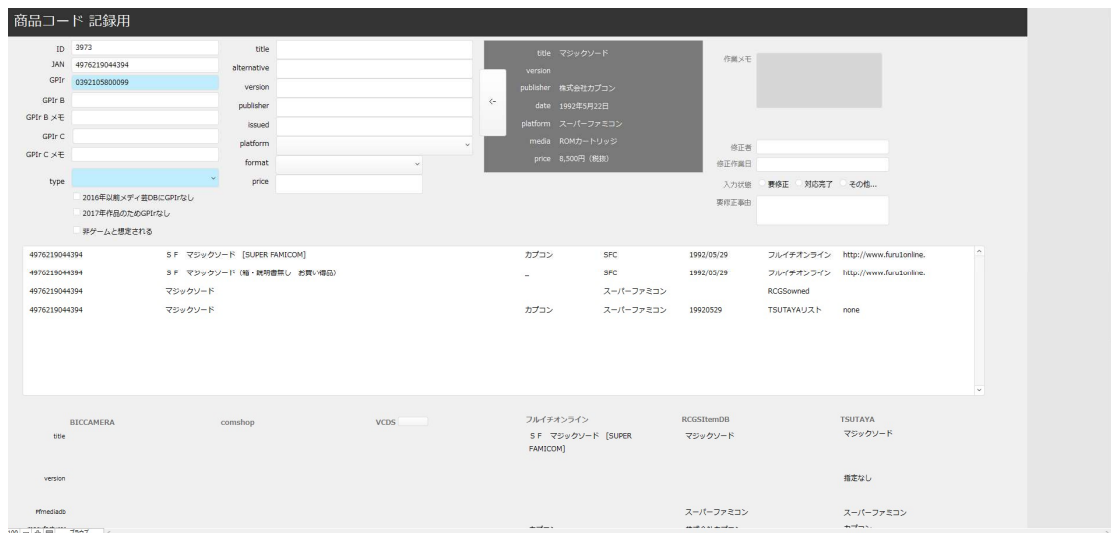 商品コード 記録用
ID 3973
JAN 4976219044394
GPIr 0392105800099
GPIr B
GPIr B メモ
GPIr C
GPIr C メモ
type
2016年以前メディ芸DBにGPIrなし
2017年作品のためGPIrなし
非ゲームと想定される
title
alternative
version
publisher
issued
platform
format
price
<-
title マジックソード
version
publisher 株式会社カプコン
date 1992年5月22日
platform スーパーファミコン
media ROMカートリッジ
price 8,500円（税抜）
作業メモ
修正者
修正作業日
入力状態 要修正 対応完了 その他...
要修正事由
4976219044394 ＳＦ マジックソード [SUPER FAMICOM] カプコン SFC 1992/05/29 フルイチオンライン http://www.furu1online.
4976219044394 ＳＦ マジックソード（箱・説明書無し お買い得品） _ SFC 1992/05/29 フルイチオンライン http://www.furu1online.
4976219044394 マジックソード スーパーファミコン RCGSowned
4976219044394 マジックソード カプコン スーパーファミコン 19920529 TSUTAYAリスト none
BICCAMERA comshop VCDS フルイチオンライン RCGSItemDB TSUTAYA
title ＳＦ マジックソード [SUPER FAMICOM] マジックソード マジックソード
version 指定なし
Pfmediadb スーパーファミコン スーパーファミコン
100 ブラウズ